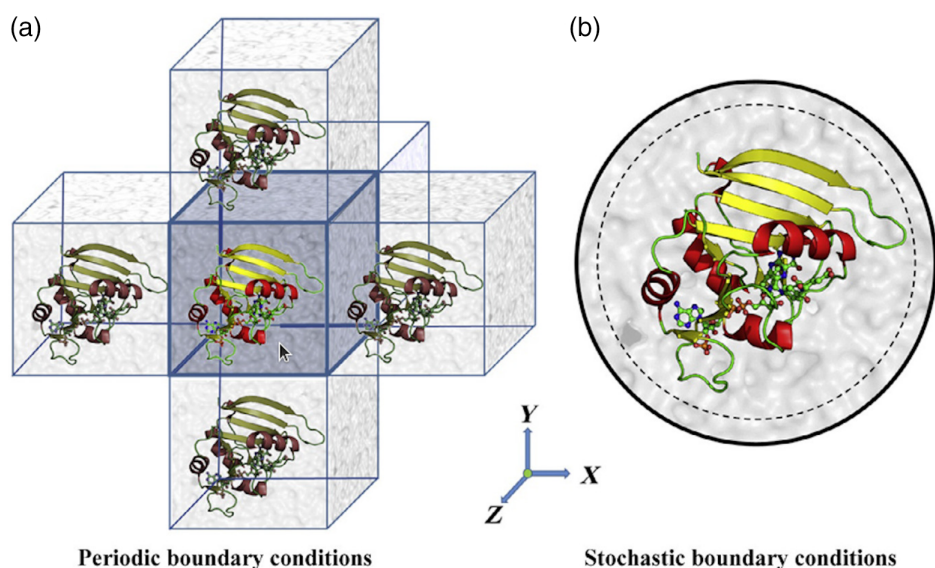 (a)
(b)
Y
X
Z
Periodic boundary conditions
Stochastic boundary conditions